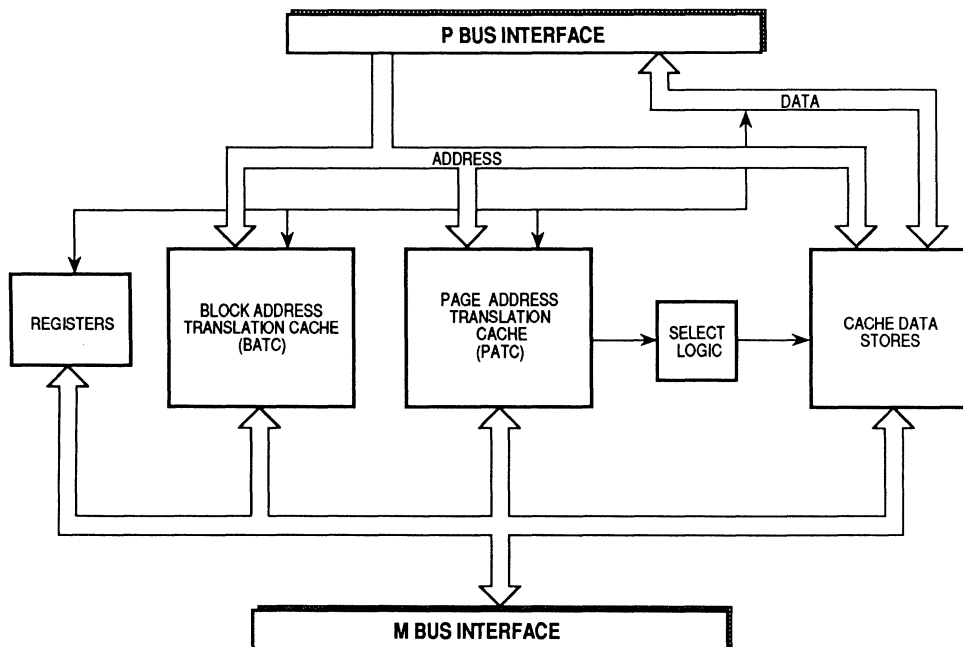 P BUS INTERFACE
DATA
ADDRESS
REGISTERS
BLOCK ADDRESS
TRANSLATION CACHE
(BATC)
PAGE ADDRESS
TRANSLATION
CACHE
(PATC)
SELECT
LOGIC
CACHE DATA
STORES
M BUS INTERFACE